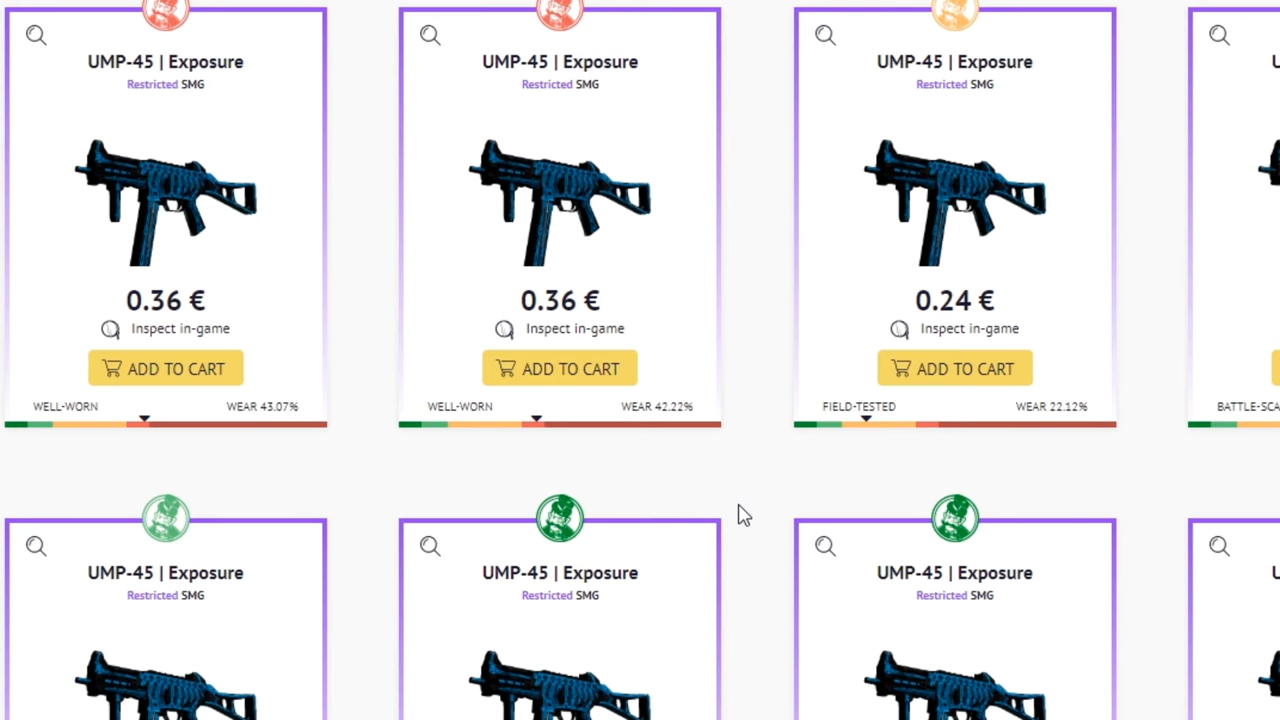 UMP-45 | Exposure
Restricted SMG
0.36 €
Inspect in-game
ADD TO CART
WELL-WORN WEAR 43.07%
UMP-45 | Exposure
Restricted SMG
0.36 €
Inspect in-game
ADD TO CART
WELL-WORN WEAR 42.22%
UMP-45 | Exposure
Restricted SMG
0.24 €
Inspect in-game
ADD TO CART
FIELD-TESTED WEAR 22.12%
UMP-45 | Exposure
Restricted SMG
UMP-45 | Exposure
Restricted SMG
UMP-45 | Exposure
Restricted SMG